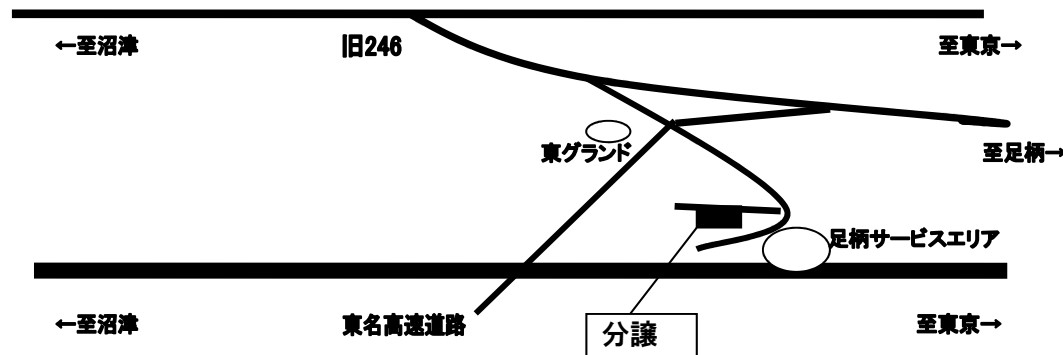 ←至沼津
旧246
至東京→
東グランド
至足柄→
足柄サービスエリア
←至沼津
東名高速道路
分譲
至東京→